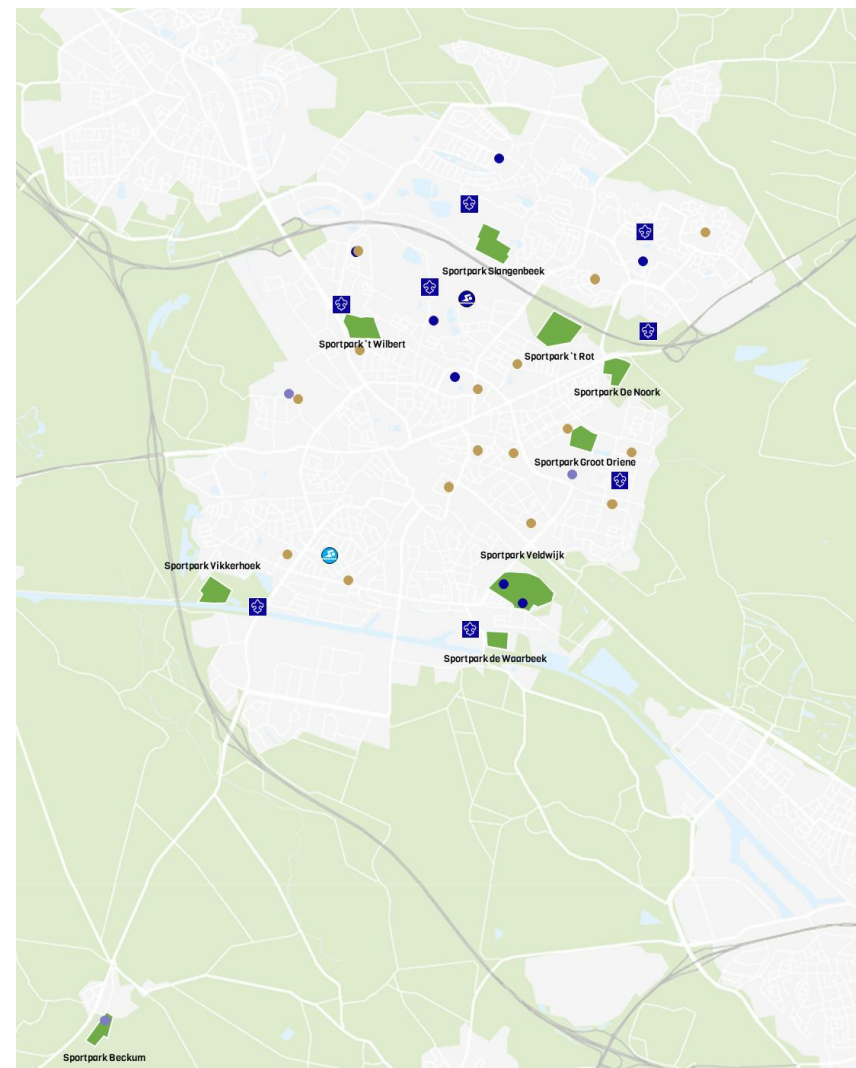 Sportpark Slangenbeek
Sportpark `t Wilbert
Sportpark `t Rot
Sportpark De Noork
Sportpark Groot Driene
Sportpark Veldwijk
Sportpark Vikkerhoek
Sportpark de Waarbeek
Sportpark Beckum